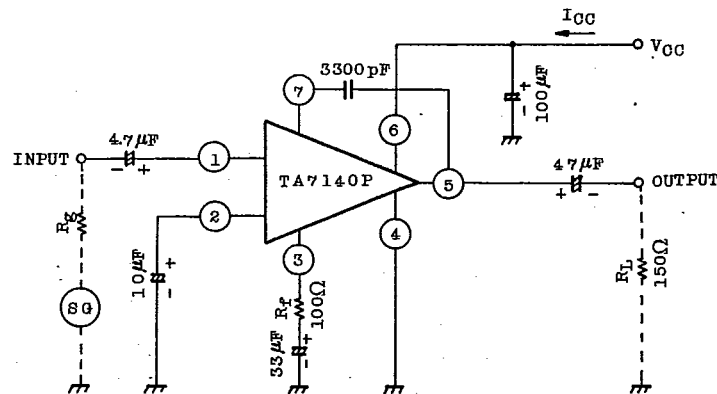 ICC
VCC
3300pF
7
- + 100μF
6
4.7μF
INPUT
- +
1
TA7140P
5
47μF
+ -
OUTPUT
2
Rg
SG
10μF
+
-
3
Rf
100Ω
33μF
+
-
4
RL
150Ω